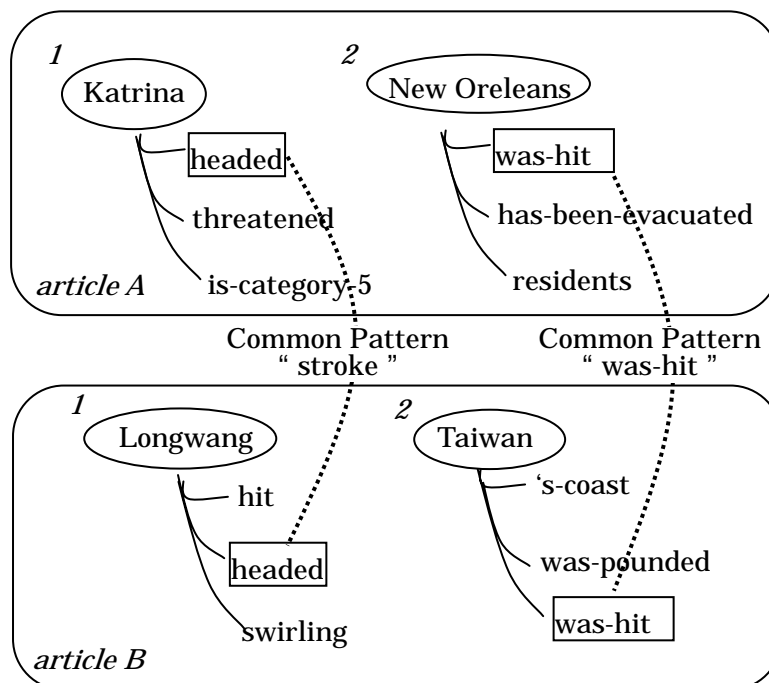 1
2
Katrina
New Oreleans
headed
was-hit
threatened
has-been-evacuated
is-category-5
residents
article A
Common Pattern
“ stroke ”
Common Pattern
“ was-hit ”
1
2
Longwang
Taiwan
hit
‘s-coast
headed
was-pounded
swirling
was-hit
article B